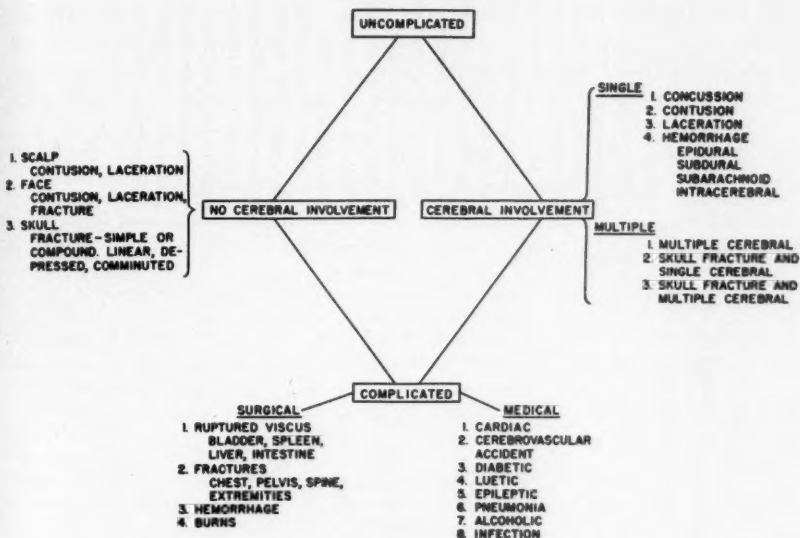 UNCOMPLICATED
SINGLE
1. CONCUSSION
2. CONTUSION
3. LACERATION
4. HEMORRHAGE
EPIDURAL
SUBDURAL
SUBARACHNOID
INTRACEREBRAL
1. SCALP
CONTUSION, LACERATION
2. FACE
CONTUSION, LACERATION,
FRACTURE
3. SKULL
FRACTURE-SIMPLE OR
COMPOUND. LINEAR, DE-
PRESSED, COMMINUTED
NO CEREBRAL INVOLVEMENT
CEREBRAL INVOLVEMENT
MULTIPLE
1. MULTIPLE CEREBRAL
2. SKULL FRACTURE AND
SINGLE CEREBRAL
3. SKULL FRACTURE AND
MULTIPLE CEREBRAL
COMPLICATED
SURGICAL
1. RUPTURED VISCUS
BLADDER, SPLEEN,
LIVER, INTESTINE
2. FRACTURES
CHEST, PELVIS, SPINE,
EXTREMITIES
3. HEMORRHAGE
4. BURNS
MEDICAL
1. CARDIAC
2. CEREBROVASCULAR
ACCIDENT
3. DIABETIC
4. LUETIC
5. EPILEPTIC
6. PNEUMONIA
7. ALCOHOLIC
8. INFECTION